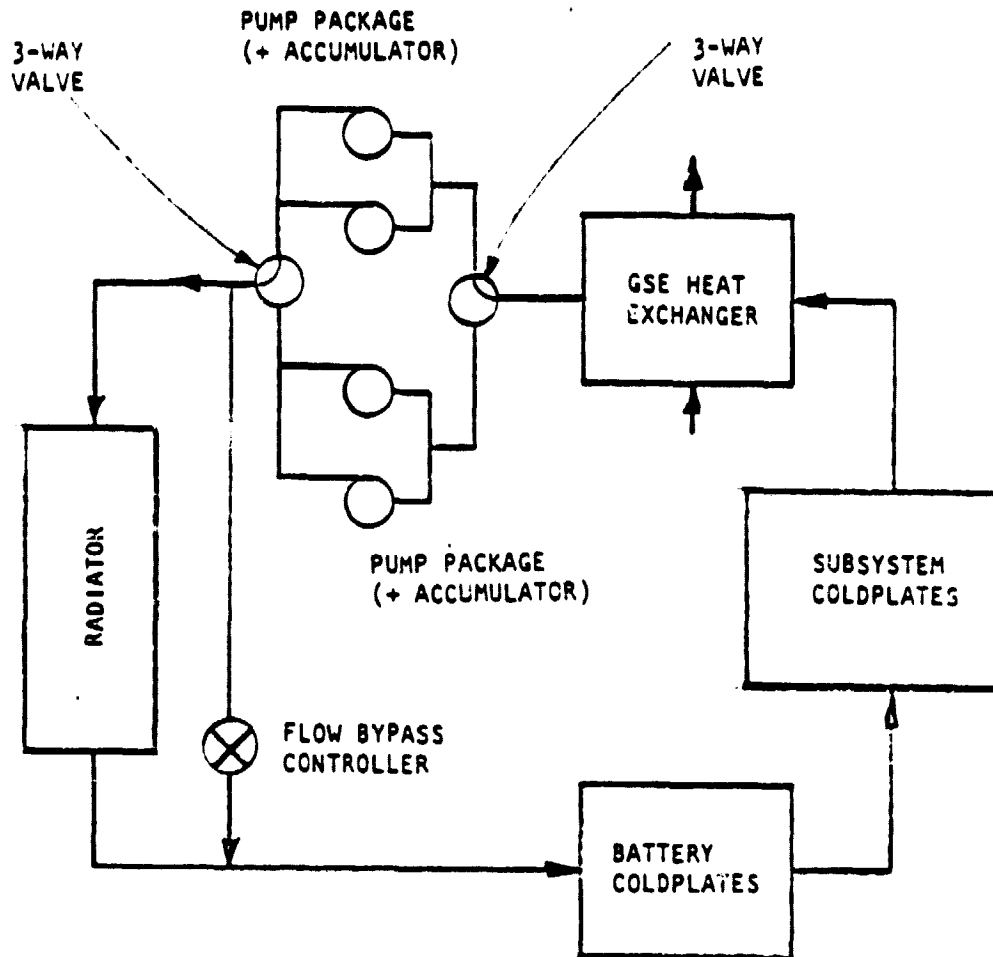 PUMP PACKAGE
(+ ACCUMULATOR)
3-WAY
VALVE
3-WAY
VALVE
GSE HEAT
EXCHANGER
PUMP PACKAGE
(+ ACCUMULATOR)
SUBSYSTEM
COLDPLATES
RADIATOR
FLOW BYPASS
CONTROLLER
BATTERY
COLDPLATES